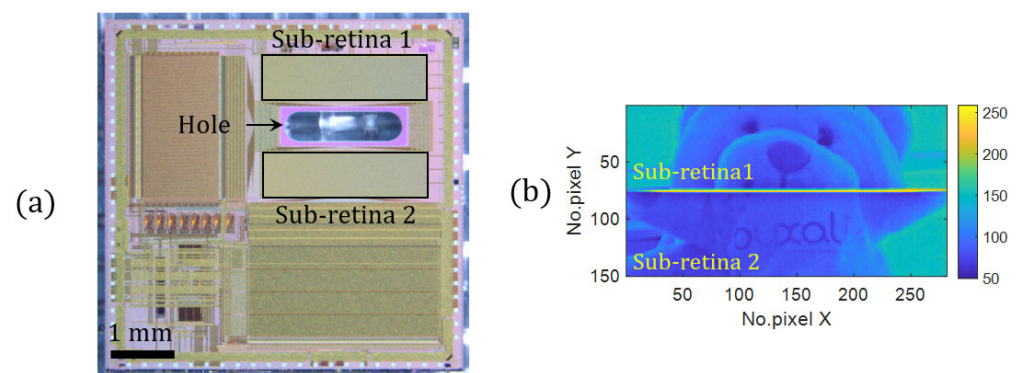 (a)
Sub-retina 1
Hole
Sub-retina 2
1 mm
(b)
No.pixel Y
50
100
150
Sub-retina1
ouxali
Sub-retina 2
50
100
150
200
250
No.pixel X
250
200
150
100
50